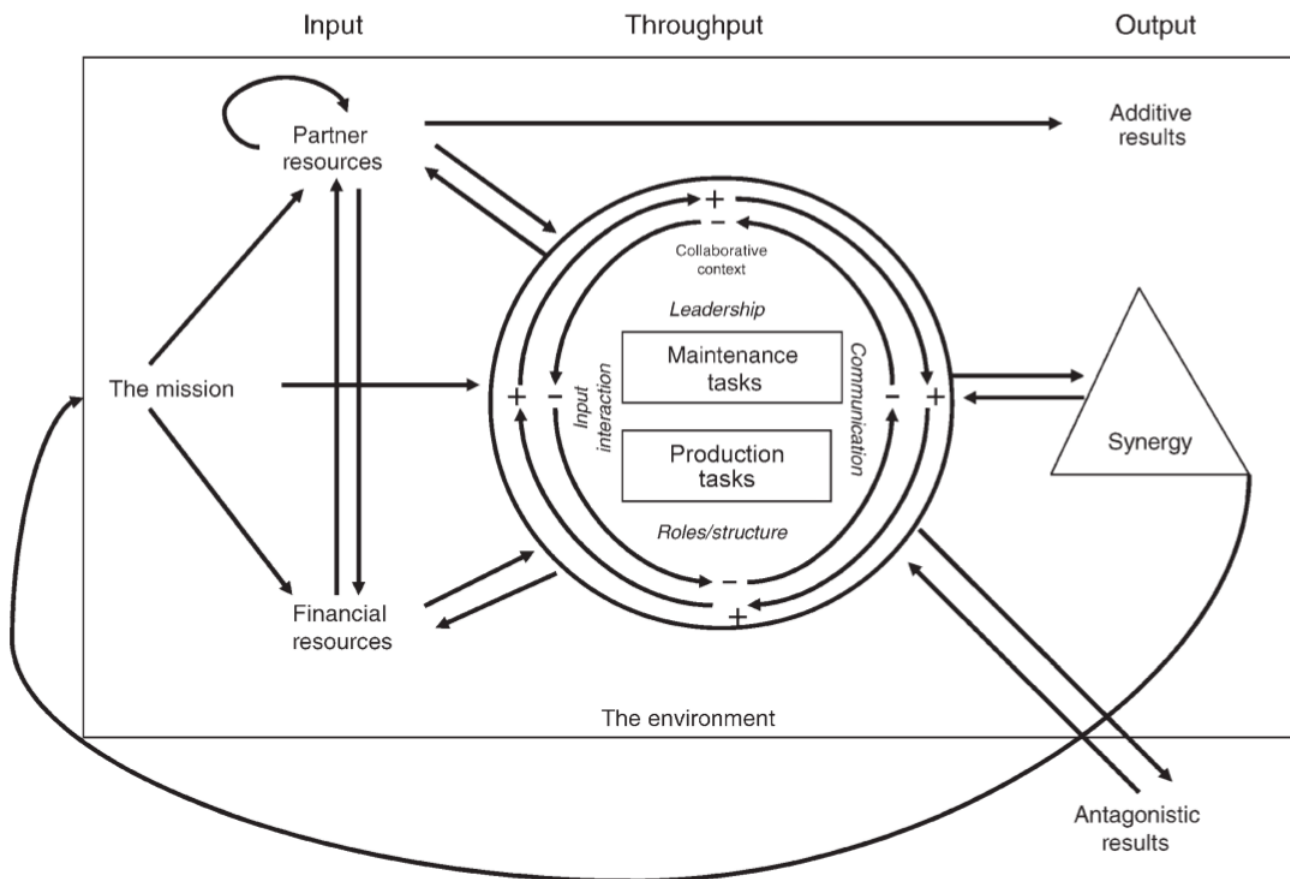 Input
Throughput
Output
Partner
resources
Additive
results
+
−
Collaborative
context
Leadership
Maintenance
tasks
The mission
+
−
Input
interaction
Communication
−
+
Production
tasks
Synergy
Roles/structure
−
+
Financial
resources
The environment
Antagonistic
results